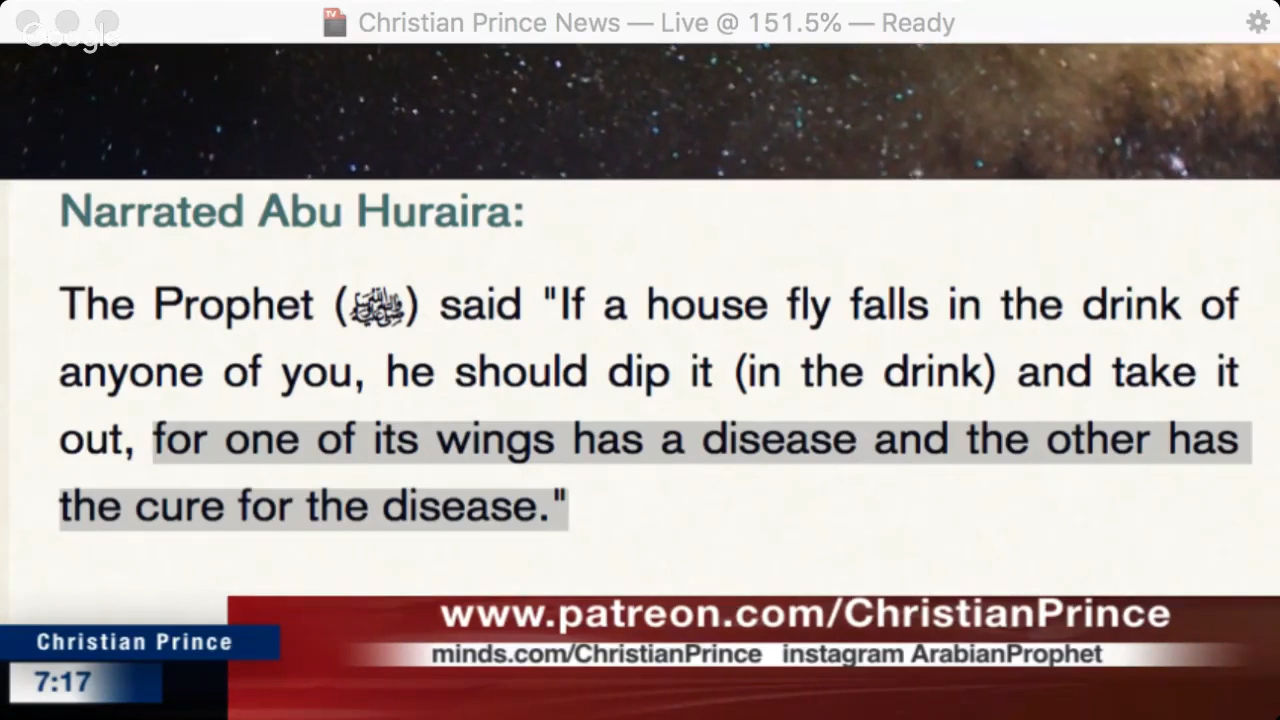 Christian Prince News — Live @ 151.5% — Ready
Google
Narrated Abu Huraira:
The Prophet (ﷺ) said "If a house fly falls in the drink of
anyone of you, he should dip it (in the drink) and take it
out, for one of its wings has a disease and the other has
the cure for the disease."
www.patreon.com/ChristianPrince
Christian Prince
minds.com/ChristianPrince instagram ArabianProphet
7:17